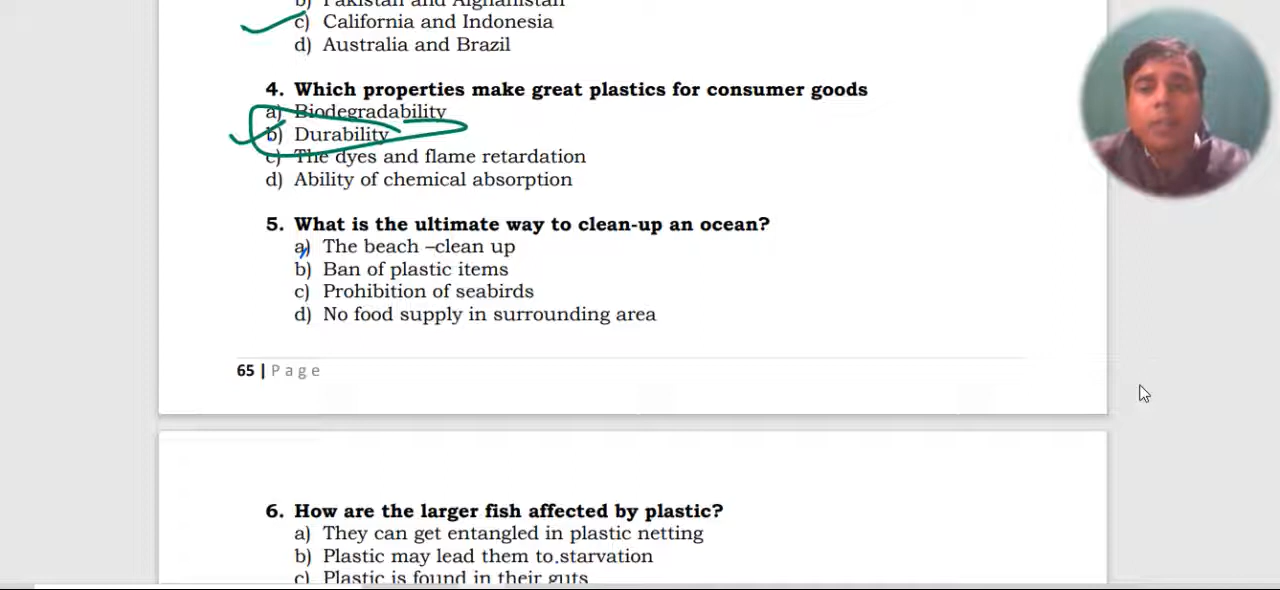 b) Pakistan and Afghanistan
c) California and Indonesia
d) Australia and Brazil
4. Which properties make great plastics for consumer goods
a) Biodegradability
b) Durability
c) The dyes and flame retardation
d) Ability of chemical absorption
5. What is the ultimate way to clean-up an ocean?
a) The beach –clean up
b) Ban of plastic items
c) Prohibition of seabirds
d) No food supply in surrounding area
65 | Page
6. How are the larger fish affected by plastic?
a) They can get entangled in plastic netting
b) Plastic may lead them to.starvation
c) Plastic is found in their guts